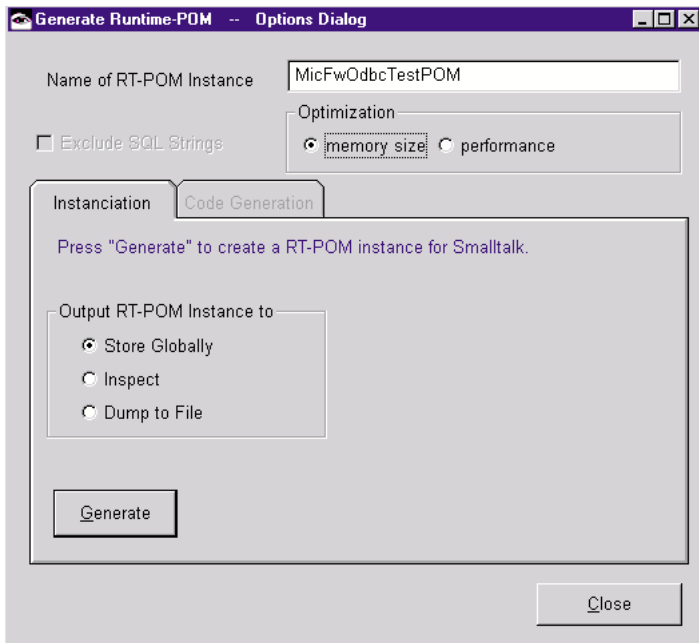 Generate Runtime-POM -- Options Dialog
Name of RT-POM Instance MicFwOdbcTestPOM
Optimization
Exclude SQL Strings memory size performance
Instanciation Code Generation
Press "Generate" to create a RT-POM instance for Smalltalk.
Output RT-POM Instance to
Store Globally
Inspect
Dump to File
Generate
Close